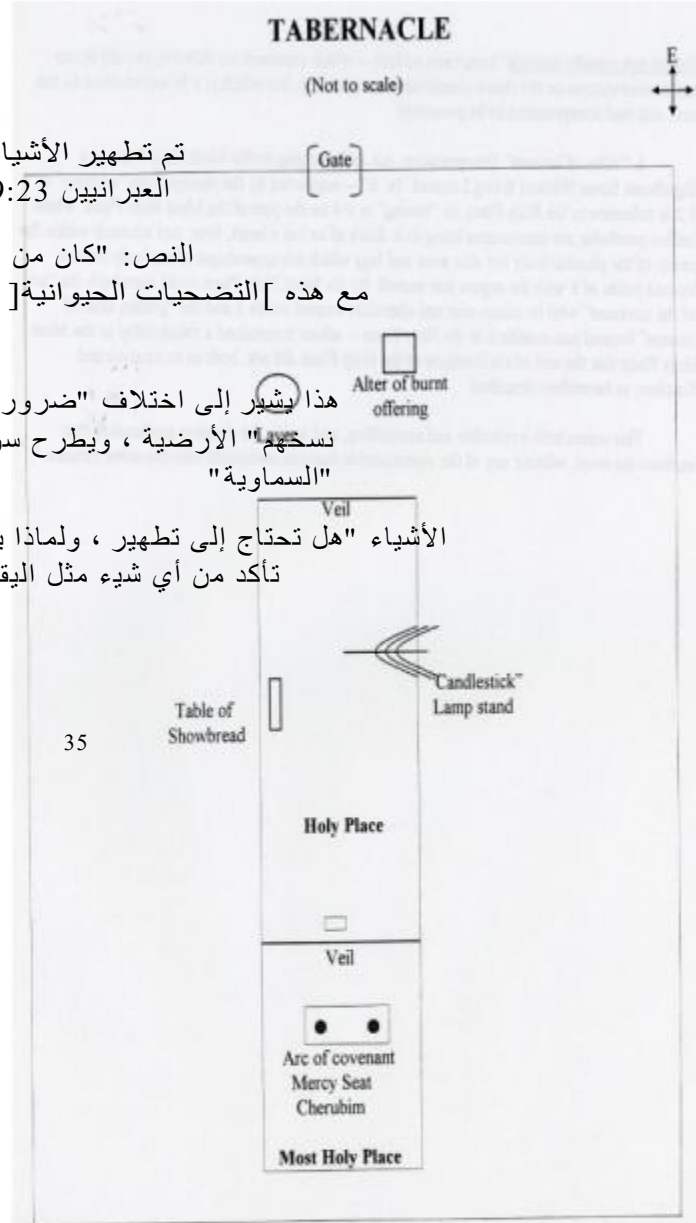 TABERNACLE
(Not to scale)
E
Gate
تم تطهير الأشيا
العبرانيين 9:23
النص: "كان من
مع هذه ]التضحيات الحيوانية[
Alter of burnt
offering
Laver
هذا يشير إلى اختلاف "ضرور
نسختها" الأرضية ، ويطرح سو
"السماوية"
Veil
الأشياء "هل تحتاج إلى تطهير ، ولماذا ب
تأكد من أي شيء مثل اليق
"Candlestick"
Lamp stand
Table of
Showbread
35
Holy Place
Veil
Arc of covenant
Mercy Seat
Cherubim
Most Holy Place